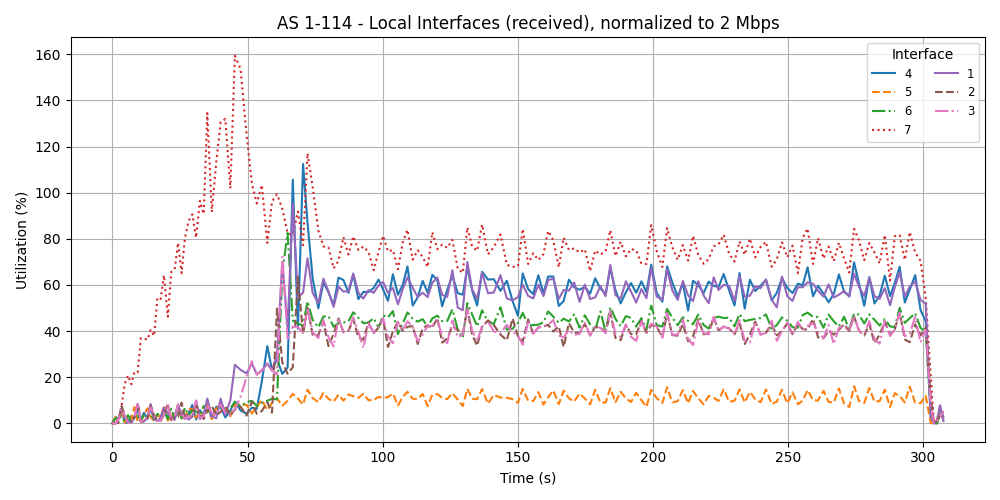 AS 1-114 - Local Interfaces (received), normalized to 2 Mbps
Utilization (%)
160
140
120
100
80
60
40
20
0
0 50 100 150 200 250 300
Time (s)
Interface
4 1
5 2
6 3
7